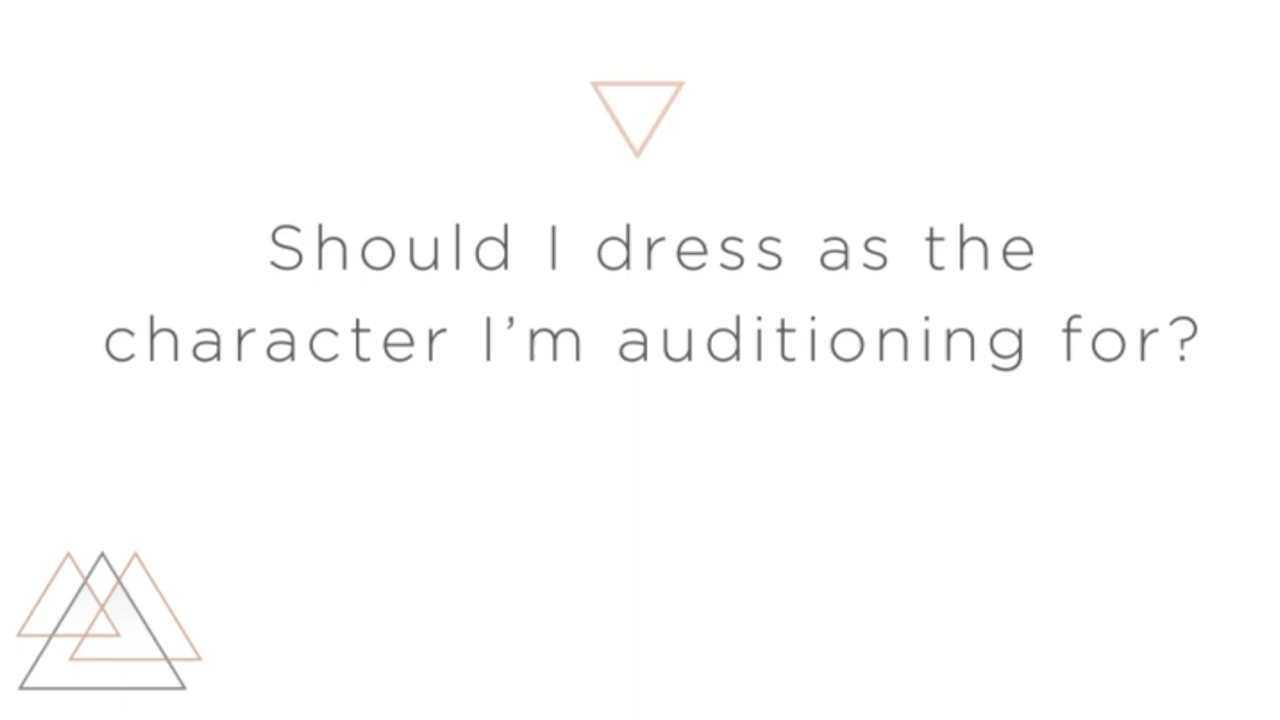 Should I dress as the
character I’m auditioning for?